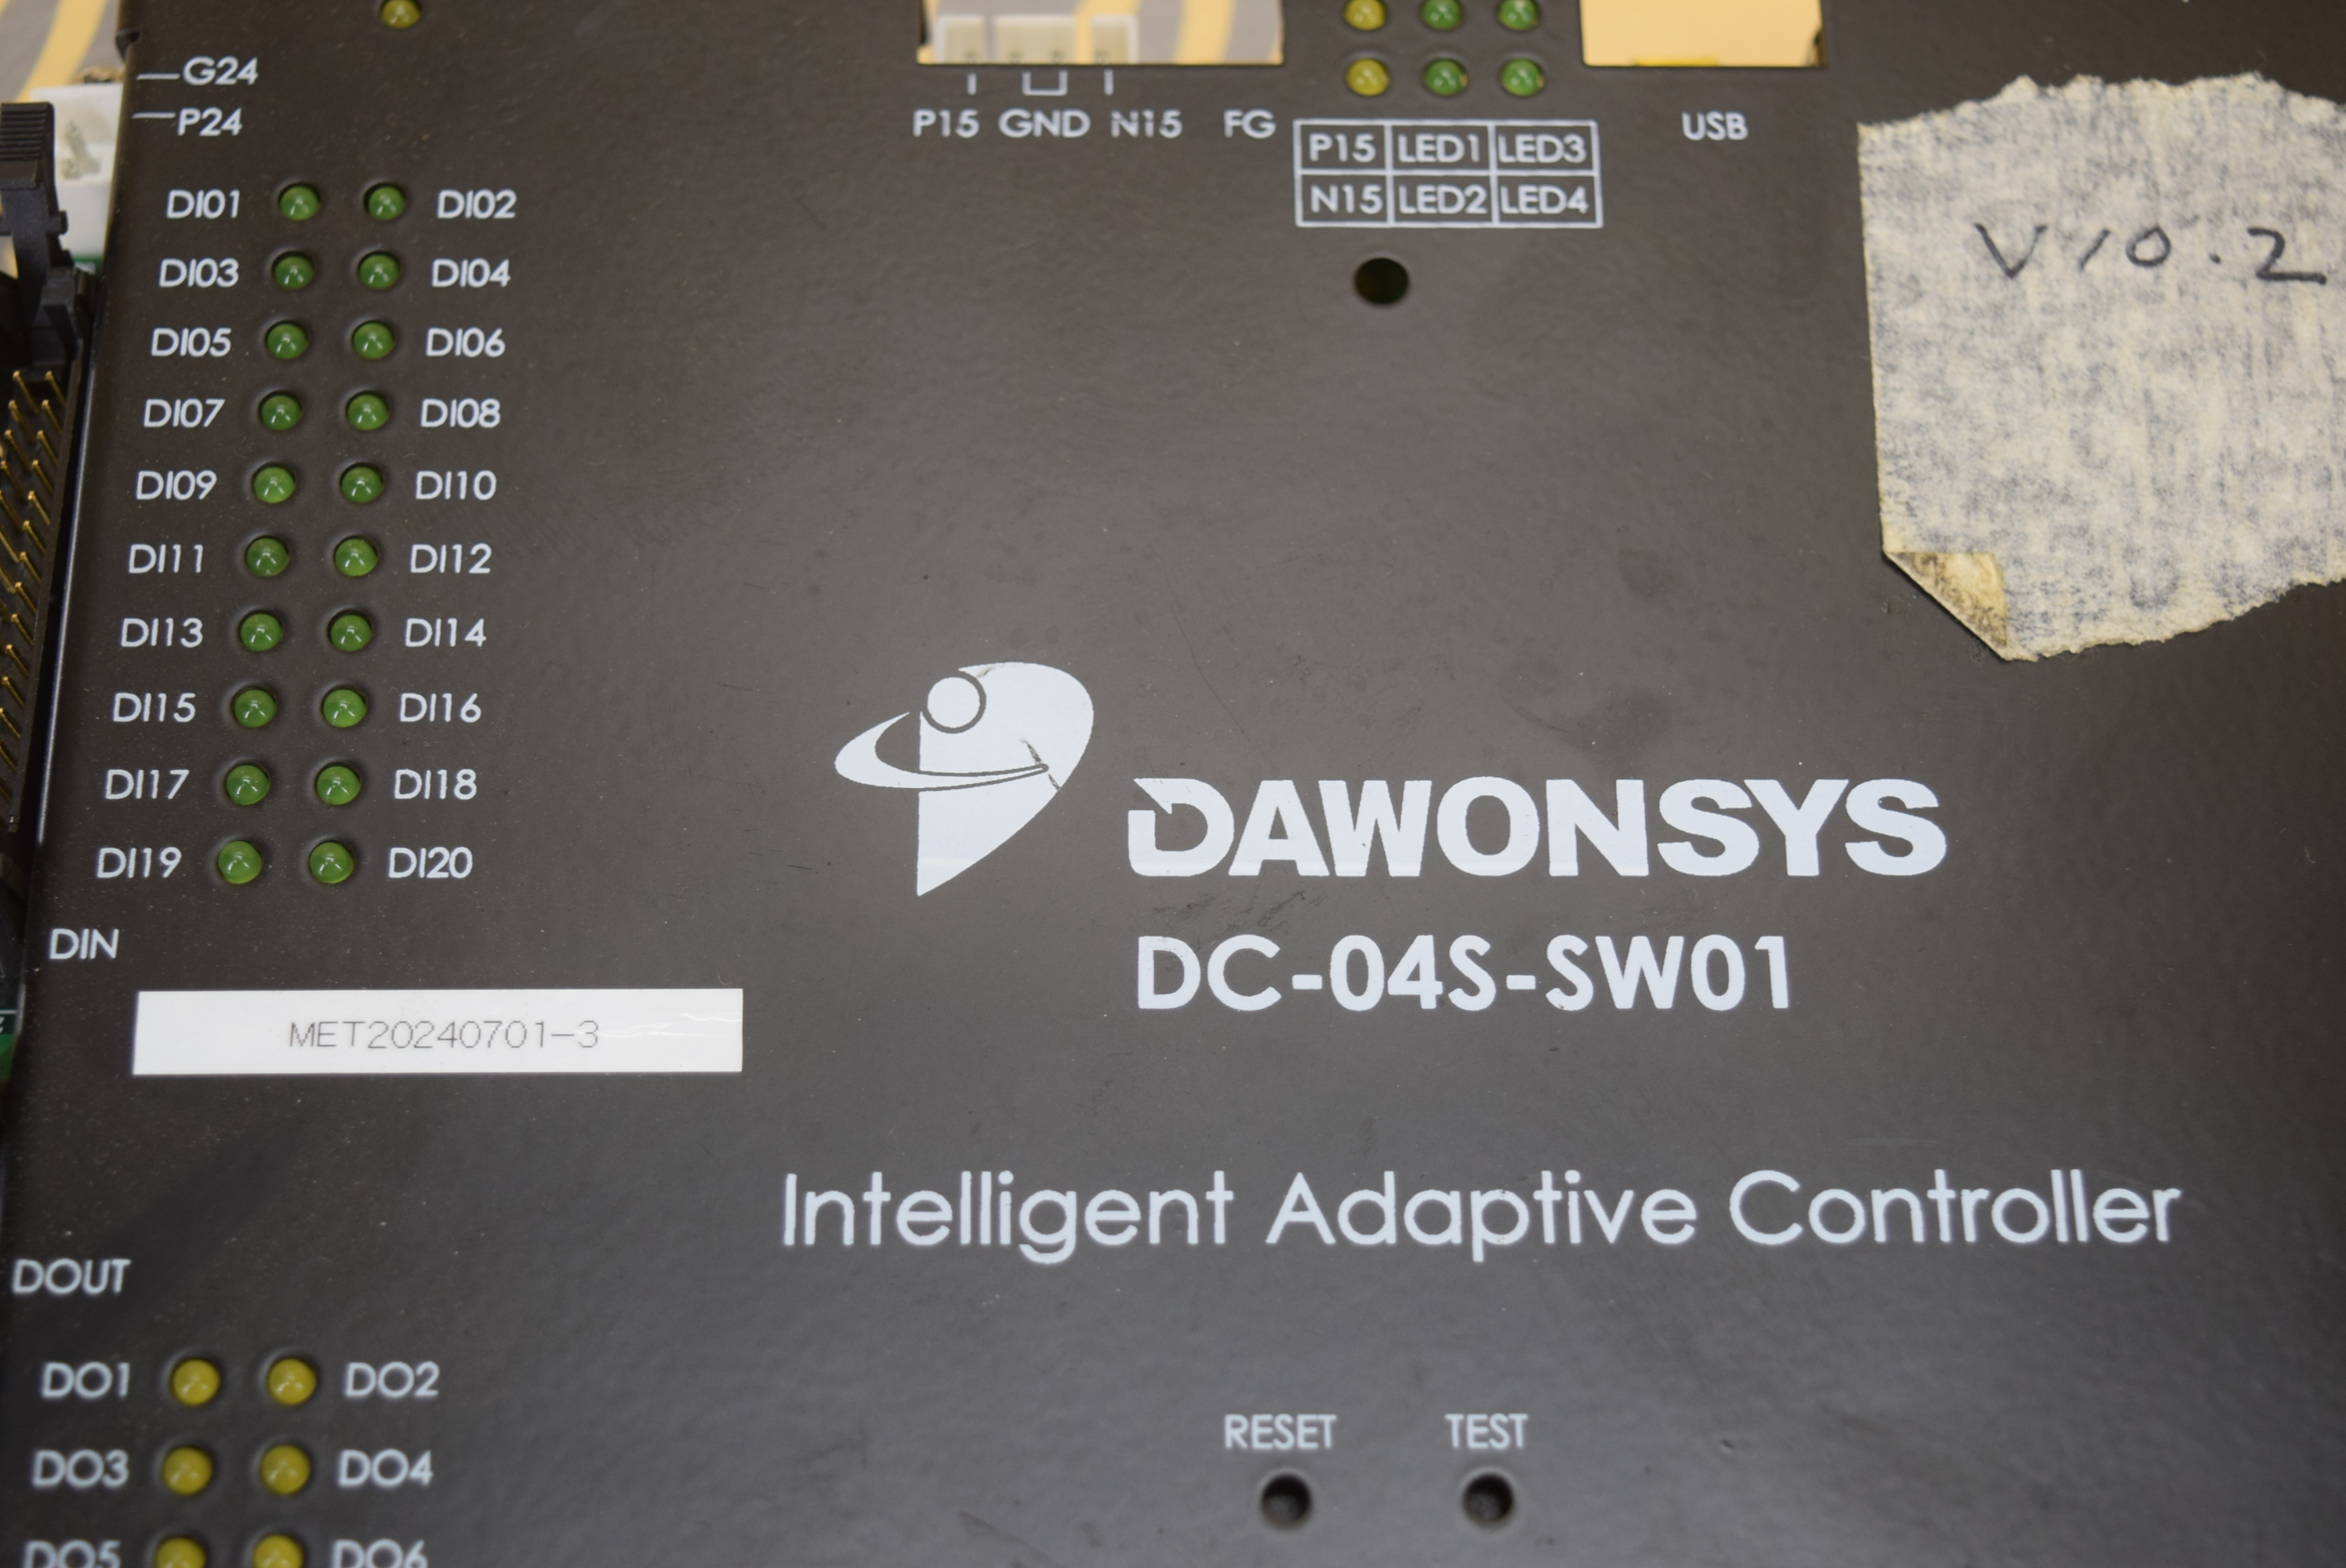 G24
P24
P15 GND N15 FG
P15 LED1 LED3
N15 LED2 LED4
USB
V10.2
DI01 DI02
DI03 DI04
DI05 DI06
DI07 DI08
DI09 DI10
DI11 DI12
DI13 DI14
DI15 DI16
DI17 DI18
DI19 DI20
DIN
DAWONSYS
DC-04S-SW01
MET20240701-3
Intelligent Adaptive Controller
DOUT
DO1 DO2
DO3 DO4
DO5 DO6
RESET TEST